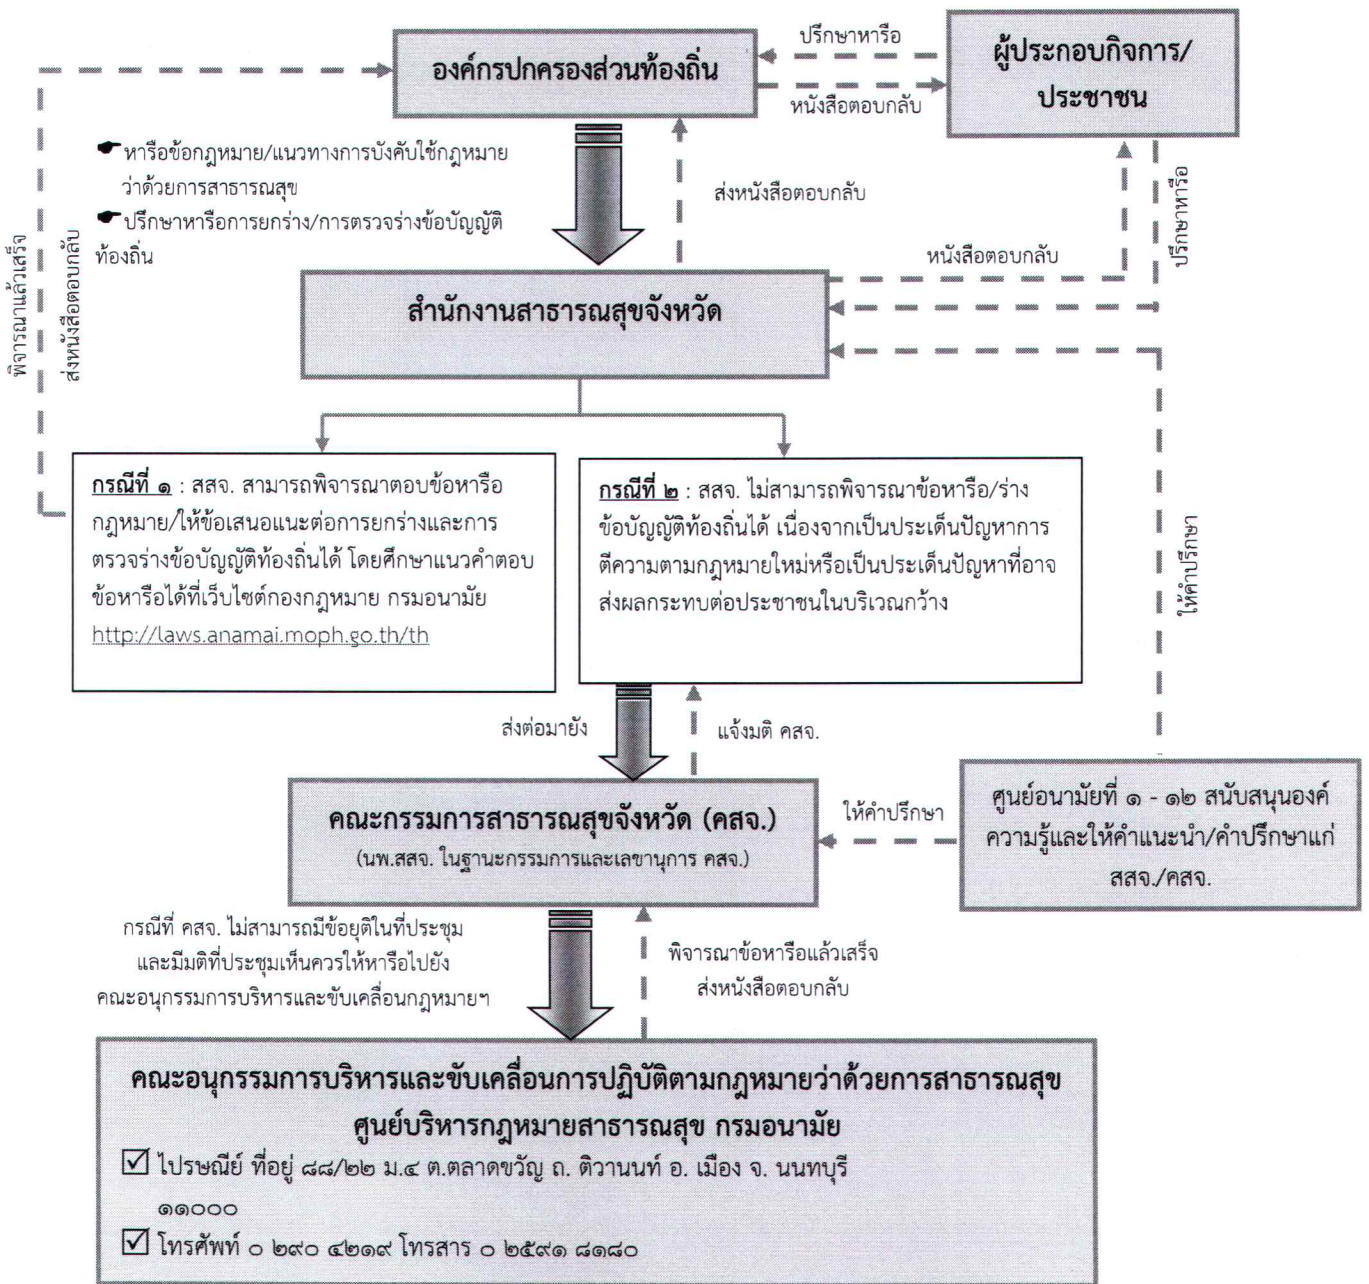 องค์กรปกครองส่วนท้องถิ่น
ปรึกษาหารือ
หนังสือตอบกลับ
ผู้ประกอบกิจการ/
ประชาชน
หารือข้อกฎหมาย/แนวทางการบังคับใช้กฎหมาย
ว่าด้วยการสาธารณสุข
ปรึกษาหารือการยกร่าง/การตรวจร่างข้อบัญญัติ
ท้องถิ่น
ส่งหนังสือตอบกลับ
หนังสือตอบกลับ
ปรึกษาหารือ
พิจารณาแล้วเสร็จ
ส่งหนังสือตอบกลับ
สำนักงานสาธารณสุขจังหวัด
กรณีที่ ๑ : สสจ. สามารถพิจารณาตอบข้อหารือ
กฎหมาย/ให้ข้อเสนอแนะต่อการยกร่างและการ
ตรวจร่างข้อบัญญัติท้องถิ่นได้ โดยศึกษาแนวคำตอบ
ข้อหารือได้ที่เว็บไซต์กองกฎหมาย กรมอนามัย
http://laws.anamai.moph.go.th/th
กรณีที่ ๒ : สสจ. ไม่สามารถพิจารณาข้อหารือ/ร่าง
ข้อบัญญัติท้องถิ่นได้ เนื่องจากเป็นประเด็นปัญหาการ
ตีความตามกฎหมายใหม่หรือเป็นประเด็นปัญหาที่อาจ
ส่งผลกระทบต่อประชาชนในบริเวณกว้าง
ให้คำปรึกษา
ส่งต่อมายัง
แจ้งมติ คสจ.
คณะกรรมการสาธารณสุขจังหวัด (คสจ.)
(นพ.สสจ. ในฐานะกรรมการและเลขานุการ คสจ.)
ให้คำปรึกษา
ศูนย์อนามัยที่ ๑ - ๑๒ สนับสนุนองค์
ความรู้และให้คำแนะนำ/คำปรึกษาแก่
สสจ./คสจ.
กรณีที่ คสจ. ไม่สามารถมีข้อยุติในที่ประชุม
และมีมติที่ประชุมเห็นควรให้หารือไปยัง
คณะอนุกรรมการบริหารและขับเคลื่อนกฎหมายฯ
พิจารณาข้อหารือแล้วเสร็จ
ส่งหนังสือตอบกลับ
คณะอนุกรรมการบริหารและขับเคลื่อนการปฏิบัติตามกฎหมายว่าด้วยการสาธารณสุข
ศูนย์บริหารกฎหมายสาธารณสุข กรมอนามัย
ไปรษณีย์ ที่อยู่ ๘๘/๒๒ ม.๔ ต.ตลาดขวัญ ถ. ติวานนท์ อ. เมือง จ. นนทบุรี
๑๑๐๐๐
โทรศัพท์ ๐ ๒๙๐ ๔๒๑๙ โทรสาร ๐ ๒๕๙๑ ๘๑๘๐